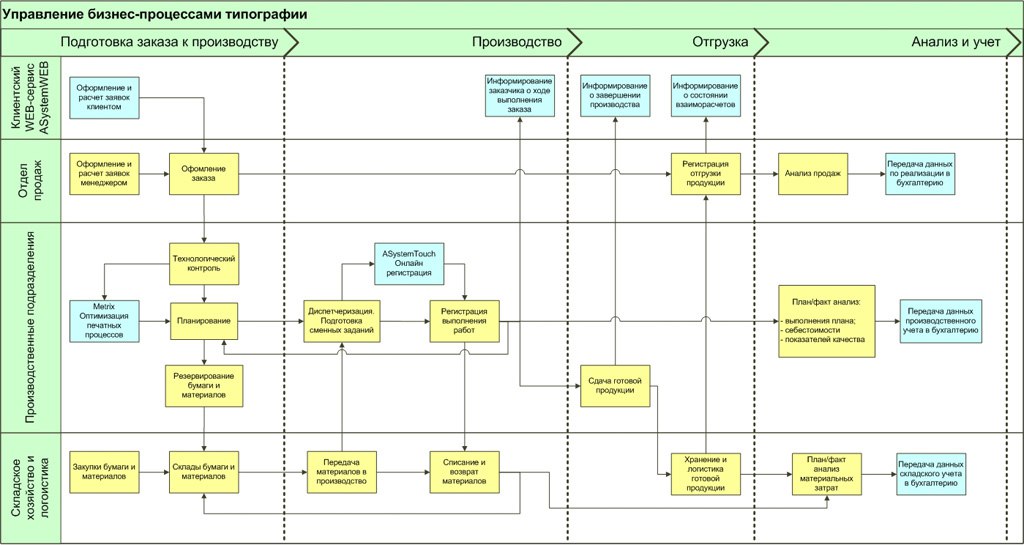 Управление бизнес-процессами типографии
Подготовка заказа к производству
Производство
Отгрузка
Анализ и учет
Клиентский
WEB-сервис
ASystemWEB
Оформление и
расчет заявок
клиентом
Информирование
заказчика о ходе
выполнения
заказа
Информирование
о завершении
производства
Информирование
о состоянии
взаиморасчетов
Отдел
продаж
Оформление и
расчет заявок
менеджером
Офомление
заказа
Регистрация
отгрузки
продукции
Анализ продаж
Передача данных
по реализации в
бухгалтерию
Производственные подразделения
Технологический
контроль
ASystemTouch
Онлайн
регистрация
Metrix
Оптимизация
печатных
процессов
Планирование
Диспетчеризация.
Подготовка
сменных заданий
Регистрация
выполнения
работ
План/факт анализ:
- выполнения плана;
- себестоимости
- показателей качества
Передача данных
производственного
учета в бухгалтерию
Резервирование
бумаги и
материалов
Сдача готовой
продукции
Складское
хозяйство и
логоистика
Закупки бумаги и
материалов
Склады бумаги и
материалов
Передача
материалов в
производство
Списание и
возврат
материалов
Хранение и
логистика
готовой
продукции
План/факт
анализ
материальных
затрат
Передача данных
складского учета
в бухгалтерию